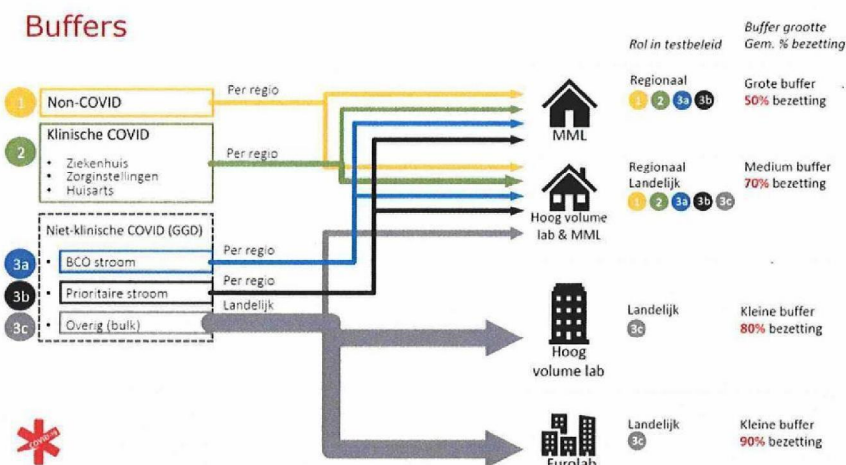 Buffers
Rol in testbeleid
Buffer grootte
Gem. % bezetting
1
Non-COVID
Per regio
MML
Regionaal
1 2 3a 3b
Grote buffer
50% bezetting
2
Klinische COVID
• Ziekenhuis
• Zorginstellingen
• Huisarts
Per regio
Hoog volume
lab & MML
Regionaal
Landelijk
1 2 3a 3b 3c
Medium buffer
70% bezetting
Niet-klinische COVID (GGD)
3a
• BCO stroom
Per regio
3b
• Prioritaire stroom
Per regio
3c
• Overig (bulk)
Landelijk
Hoog
volume lab
Landelijk
3c
Kleine buffer
80% bezetting
Eurolab
Landelijk
3c
Kleine buffer
90% bezetting
COVID-19